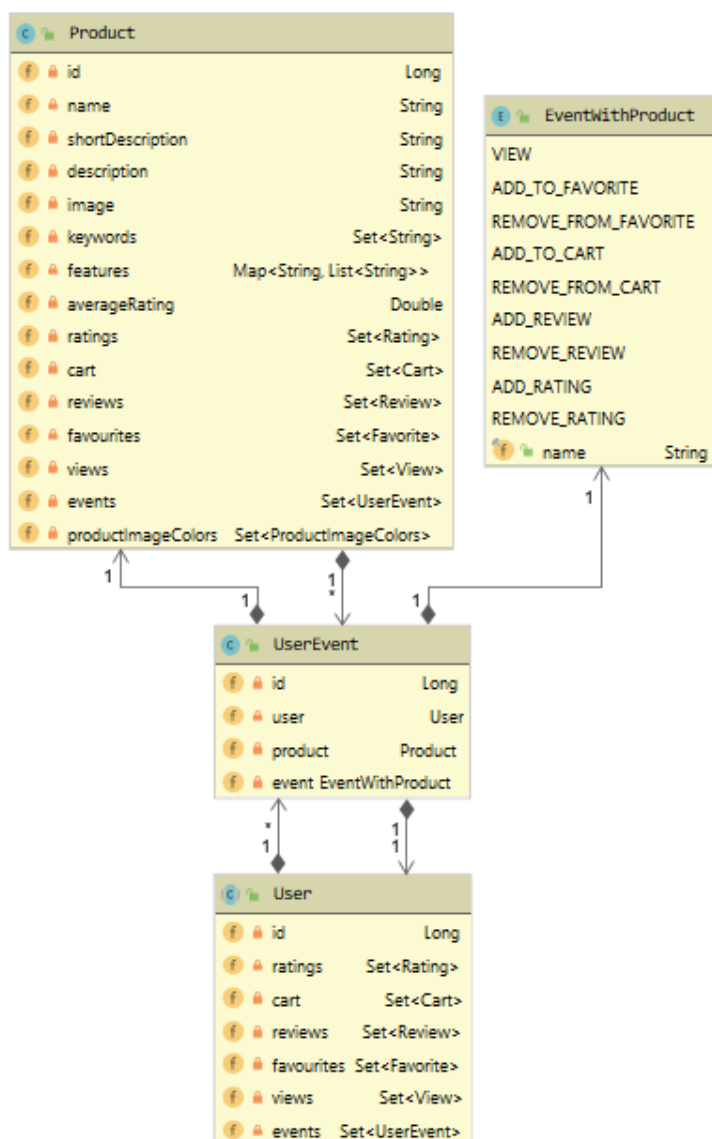 Product
id Long
name String
shortDescription String
description String
image String
keywords Set<String>
features Map<String, List<String>>
averageRating Double
ratings Set<Rating>
cart Set<Cart>
reviews Set<Review>
favourites Set<Favorite>
views Set<View>
events Set<UserEvent>
productImageColors Set<ProductImageColors>
EventWithProduct
VIEW
ADD_TO_FAVORITE
REMOVE_FROM_FAVORITE
ADD_TO_CART
REMOVE_FROM_CART
ADD_REVIEW
REMOVE_REVIEW
ADD_RATING
REMOVE_RATING
name String
1
1
1
*
1
1
UserEvent
id Long
user User
product Product
event EventWithProduct
*
1
1
1
User
id Long
ratings Set<Rating>
cart Set<Cart>
reviews Set<Review>
favourites Set<Favorite>
views Set<View>
events Set<UserEvent>